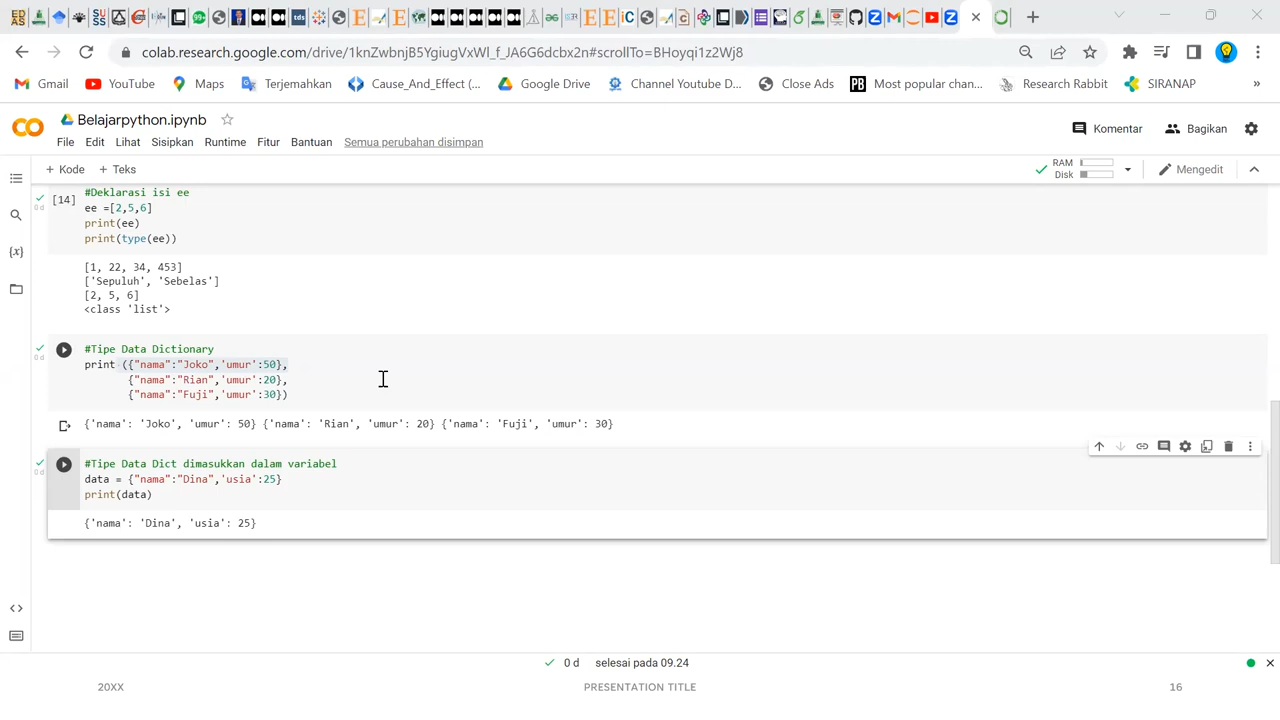 colab.research.google.com/drive/1knZwbnjB5YgiugVxWl_f_JA6G6dcbx2n#scrollTo=BHoyqi1z2Wj8
Gmail YouTube Maps Terjemahan Cause_And_Effect (... Google Drive Channel Youtube D... Close Ads Most popular chan... Research Rabbit SIRANAP »
Belajarpython.ipynb
Komentar Bagikan
File Edit Lihat Sisipkan Runtime Fitur Bantuan Semua perubahan disimpan
+ Kode + Teks
RAM
Disk
Mengedit
#Deklarasi isi ee
[14]
ee =[2,5,6]
print(ee)
print(type(ee))
[1, 22, 34, 453]
['Sepuluh', 'Sebelas']
[2, 5, 6]
<class 'list'>
#Tipe Data Dictionary
print ({"nama":"Joko",'umur':50},
{"nama":"Rian",'umur':20},
{"nama":"Fuji",'umur':30})
{'nama': 'Joko', 'umur': 50} {'nama': 'Rian', 'umur': 20} {'nama': 'Fuji', 'umur': 30}
#Tipe Data Dict dimasukkan dalam variabel
data = {"nama":"Dina",'usia':25}
print(data)
{'nama': 'Dina', 'usia': 25}
0 d selesai pada 09.24
20XX PRESENTATION TITLE 16